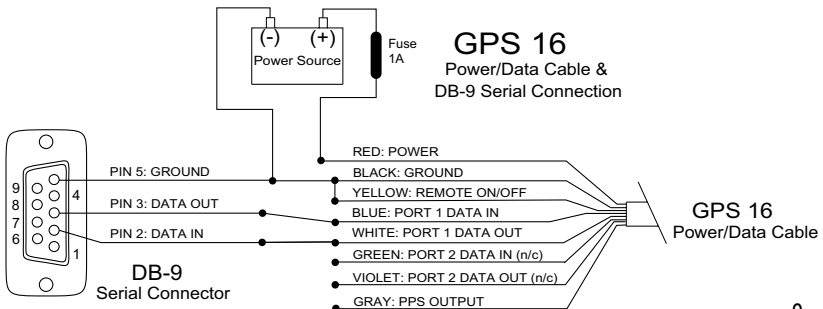 (-) (+)
Power Source
Fuse
1A
GPS 16
Power/Data Cable &
DB-9 Serial Connection
RED: POWER
PIN 5: GROUND
BLACK: GROUND
YELLOW: REMOTE ON/OFF
PIN 3: DATA OUT
BLUE: PORT 1 DATA IN
PIN 2: DATA IN
WHITE: PORT 1 DATA OUT
GREEN: PORT 2 DATA IN (n/c)
VIOLET: PORT 2 DATA OUT (n/c)
GRAY: PPS OUTPUT
9
8
7
6
4
1
DB-9
Serial Connector
GPS 16
Power/Data Cable